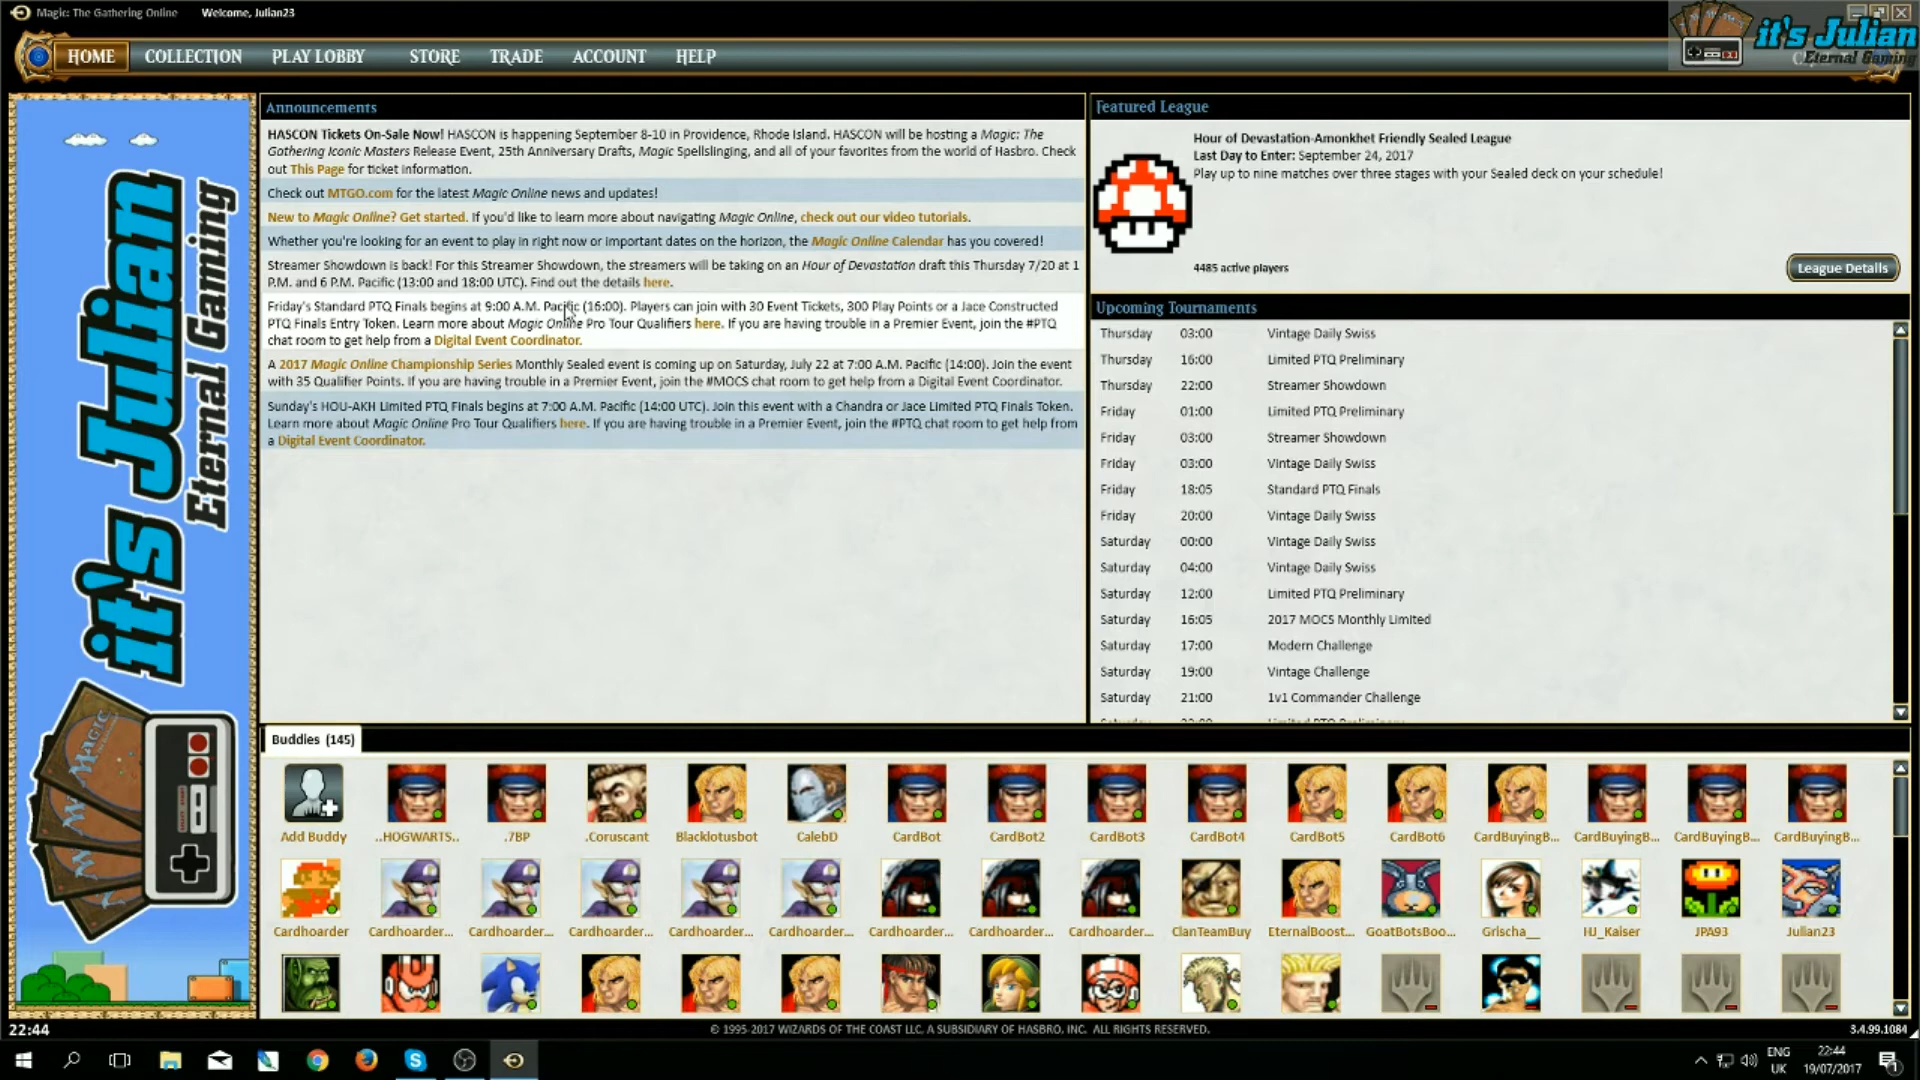 Magic: The Gathering Online Welcome, Julian23
it's Julian
Eternal Gaming
HOME COLLECTION PLAY LOBBY STORE TRADE ACCOUNT HELP
it's Julian
Eternal Gaming
Announcements
HASCON Tickets On-Sale Now! HASCON is happening September 8-10 in Providence, Rhode Island. HASCON will be hosting a Magic: The
Gathering Iconic Masters Release Event, 25th Anniversary Drafts, Magic Spellslinging, and all of your favorites from the world of Hasbro. Check
out This Page for ticket information.
Check out MTGO.com for the latest Magic Online news and updates!
New to Magic Online? Get started. If you'd like to learn more about navigating Magic Online, check out our video tutorials.
Whether you're looking for an event to play in right now or important dates on the horizon, the Magic Online Calendar has you covered!
Streamer Showdown is back! For this Streamer Showdown, the streamers will be taking on an Hour of Devastation draft this Thursday 7/20 at 1
P.M. and 6 P.M. Pacific (13:00 and 18:00 UTC). Find out the details here.
Friday's Standard PTQ Finals begins at 9:00 A.M. Pacific (16:00). Players can join with 30 Event Tickets, 300 Play Points or a Jace Constructed
PTQ Finals Entry Token. Learn more about Magic Online Pro Tour Qualifiers here. If you are having trouble in a Premier Event, join the #PTQ
chat room to get help from a Digital Event Coordinator.
A 2017 Magic Online Championship Series Monthly Sealed event is coming up on Saturday, July 22 at 7:00 A.M. Pacific (14:00). Join the event
with 35 Qualifier Points. If you are having trouble in a Premier Event, join the #MOCS chat room to get help from a Digital Event Coordinator.
Sunday's HOU-AKH Limited PTQ Finals begins at 7:00 A.M. Pacific (14:00 UTC). Join this event with a Chandra or Jace Limited PTQ Finals Token.
Learn more about Magic Online Pro Tour Qualifiers here. If you are having trouble in a Premier Event, join the #PTQ chat room to get help from
a Digital Event Coordinator.
Featured League
Hour of Devastation-Amonkhet Friendly Sealed League
Last Day to Enter: September 24, 2017
Play up to nine matches over three stages with your Sealed deck on your schedule!
4485 active players
League Details
Upcoming Tournaments
Thursday 03:00 Vintage Daily Swiss
Thursday 16:00 Limited PTQ Preliminary
Thursday 22:00 Streamer Showdown
Friday 01:00 Limited PTQ Preliminary
Friday 03:00 Streamer Showdown
Friday 03:00 Vintage Daily Swiss
Friday 18:05 Standard PTQ Finals
Friday 20:00 Vintage Daily Swiss
Saturday 00:00 Vintage Daily Swiss
Saturday 04:00 Vintage Daily Swiss
Saturday 12:00 Limited PTQ Preliminary
Saturday 16:05 2017 MOCS Monthly Limited
Saturday 17:00 Modern Challenge
Saturday 19:00 Vintage Challenge
Saturday 21:00 1v1 Commander Challenge
Buddies (145)
Add Buddy ..HOGWARTS.. .7BP .Coruscant Blacklotusbot CalebD CardBot CardBot2 CardBot3 CardBot4 CardBot5 CardBot6 CardBuyingB... CardBuyingB... CardBuyingB... CardBuyingB...
Cardhoarder Cardhoarder... Cardhoarder... Cardhoarder... Cardhoarder... Cardhoarder... Cardhoarder... Cardhoarder... Cardhoarder... ClanTeamBuy EternalBoost... GoatBotsBoo... Grischa__ HJ_Kaiser JPA93 Julian23
MAGIC
22:44 © 1995-2017 WIZARDS OF THE COAST LLC, A SUBSIDIARY OF HASBRO, INC. ALL RIGHTS RESERVED. 3.4.99.1084
ENG 22:44
UK 19/07/2017